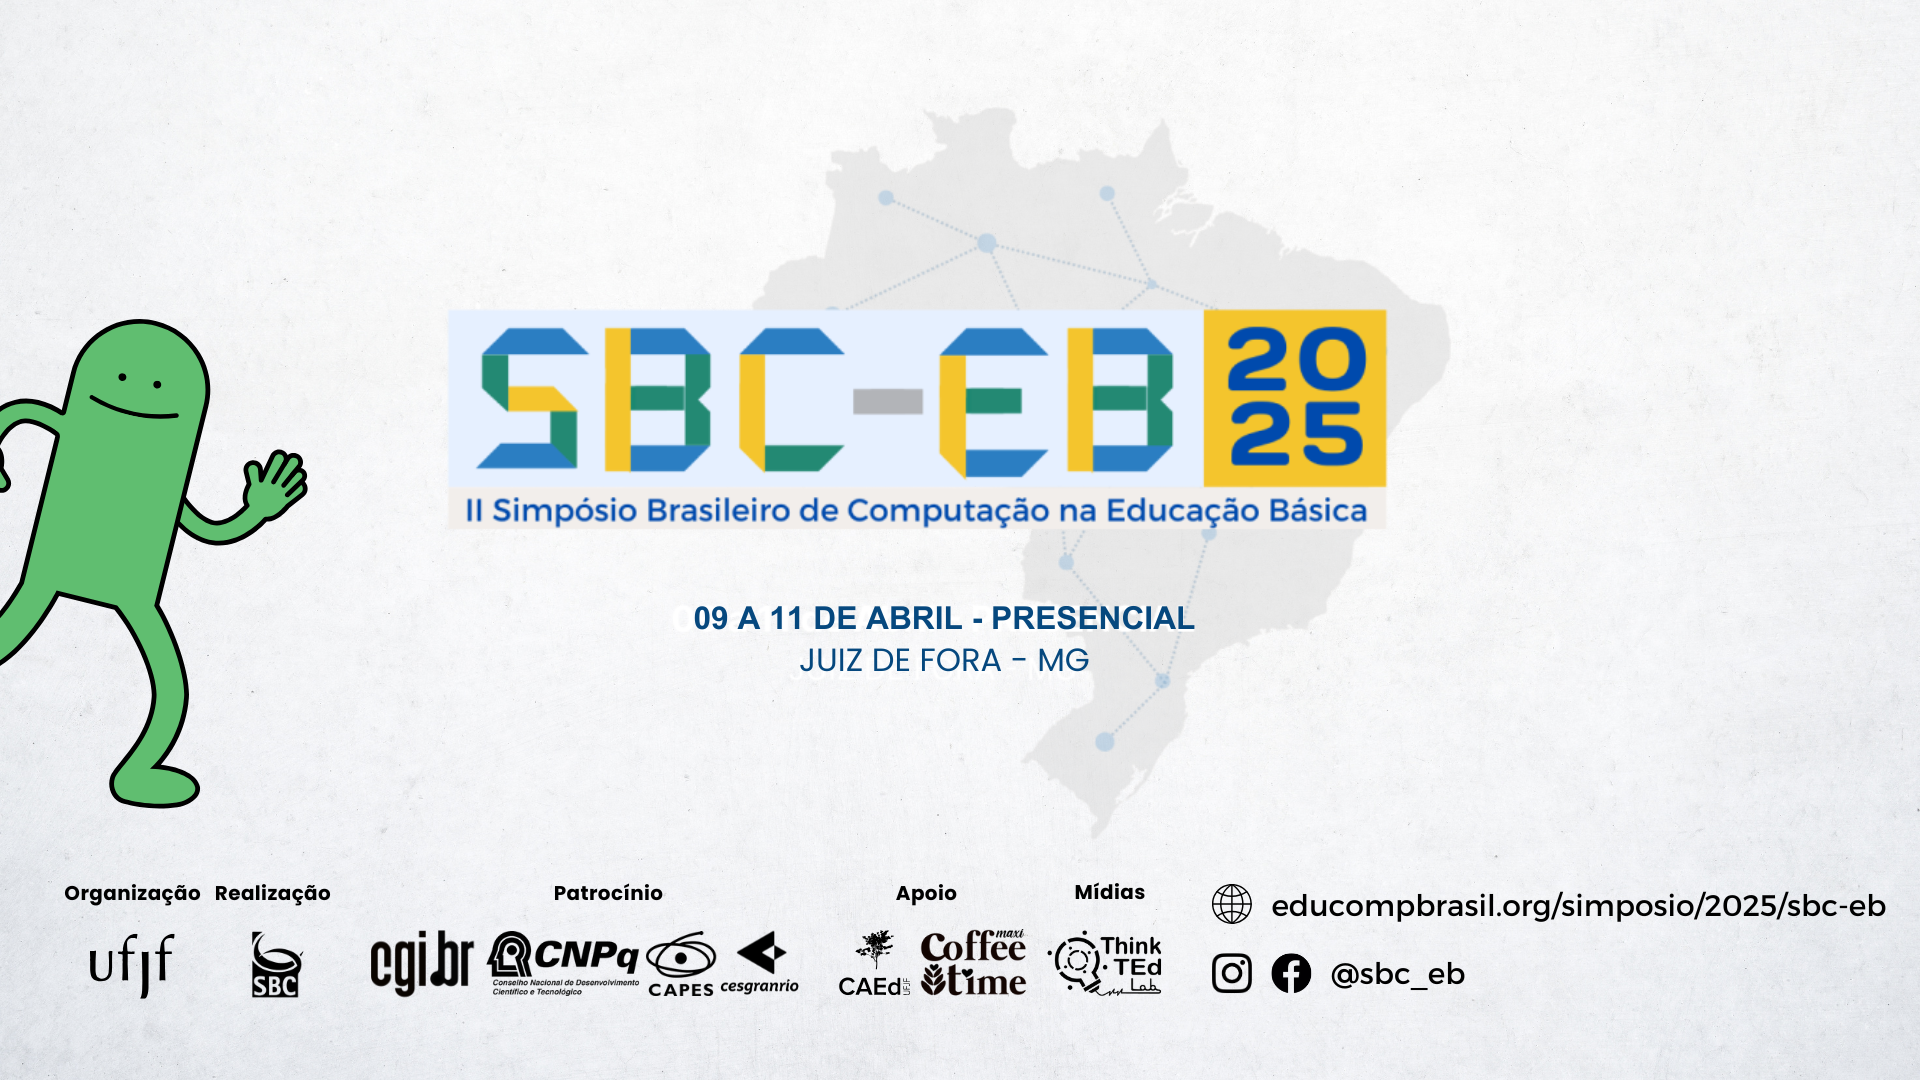 SBC-EB
20
25
II Simpósio Brasileiro de Computação na Educação Básica
09 A 11 DE ABRIL - PRESENCIAL
JUIZ DE FORA - MG
Organização
Realização
Patrocínio
Apoio
Mídias
ufjf
SBC
cgi.br
CNPq
Conselho Nacional de Desenvolvimento
Científico e Tecnológico
CAPES
cesgranrio
CAEd UFJF
maxi
Coffee
time
Think
TEd
Lab
educompbrasil.org/simposio/2025/sbc-eb
@sbc_eb